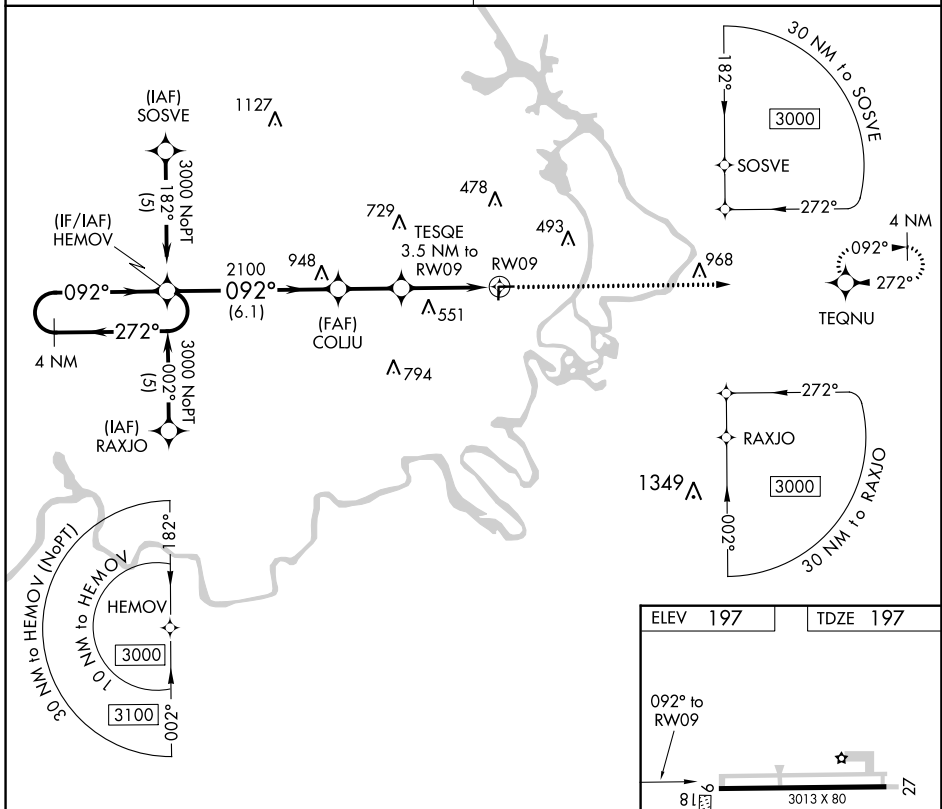 (IAF)
SOSVE
1127
3000 NoPT
182°
(5)
(IF/IAF)
HEMOV
092°
272°
4 NM
2100
092°
(6.1)
948
(FAF)
COLJU
729
TESQE
3.5 NM to
RW09
478
493
RW09
551
794
968
3000 NoPT
002°
(5)
(IAF)
RAXJO
30 NM to SOSVE
182°
3000
SOSVE
272°
4 NM
092°
272°
TEQNU
272°
RAXJO
3000
002°
30 NM to RAXJO
1349
30 NM to HEMOV (NoPT)
10 NM to HEMOV
182°
HEMOV
3000
3100
002°
ELEV 197
TDZE 197
092° to
RW09
9
27
3013 X 80
18